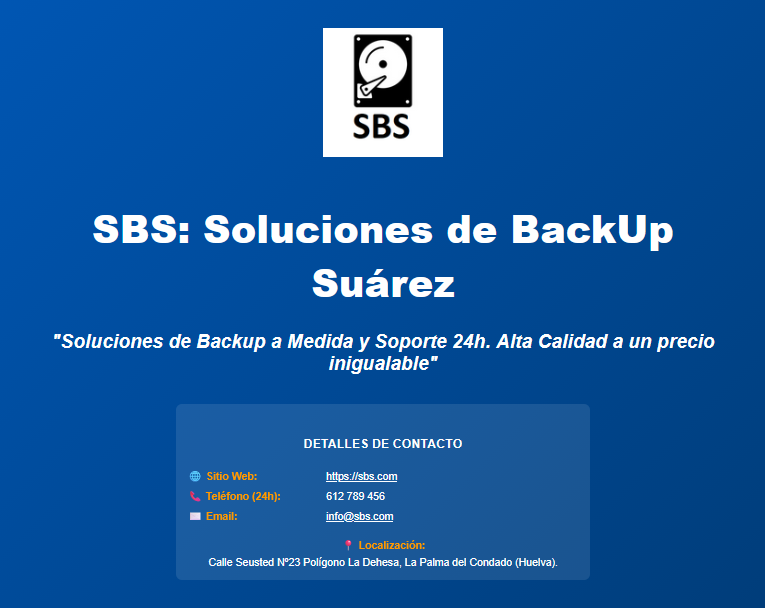 SBS
SBS: Soluciones de BackUp
Suárez
"Soluciones de Backup a Medida y Soporte 24h. Alta Calidad a un precio
inigualable"
DETALLES DE CONTACTO
Sitio Web: https://sbs.com
Teléfono (24h): 612 789 456
Email: info@sbs.com
Localización:
Calle Seusted Nº23 Polígono La Dehesa, La Palma del Condado (Huelva).